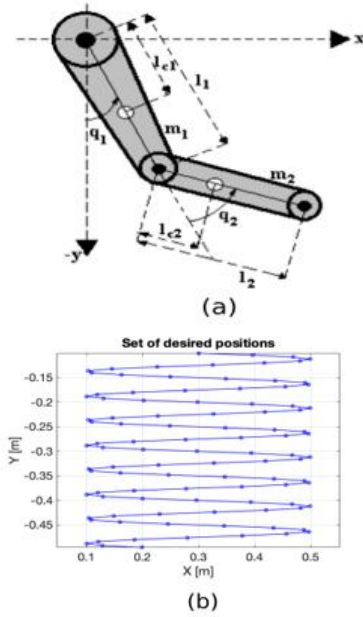 x
l_c1
l_1
q_1
m_1
m_2
q_2
-y
l_c2
l_2
(a)
Set of desired positions
-0.15
-0.2
-0.25
-0.3
-0.35
-0.4
-0.45
Y [m]
0.1 0.2 0.3 0.4 0.5
X [m]
(b)